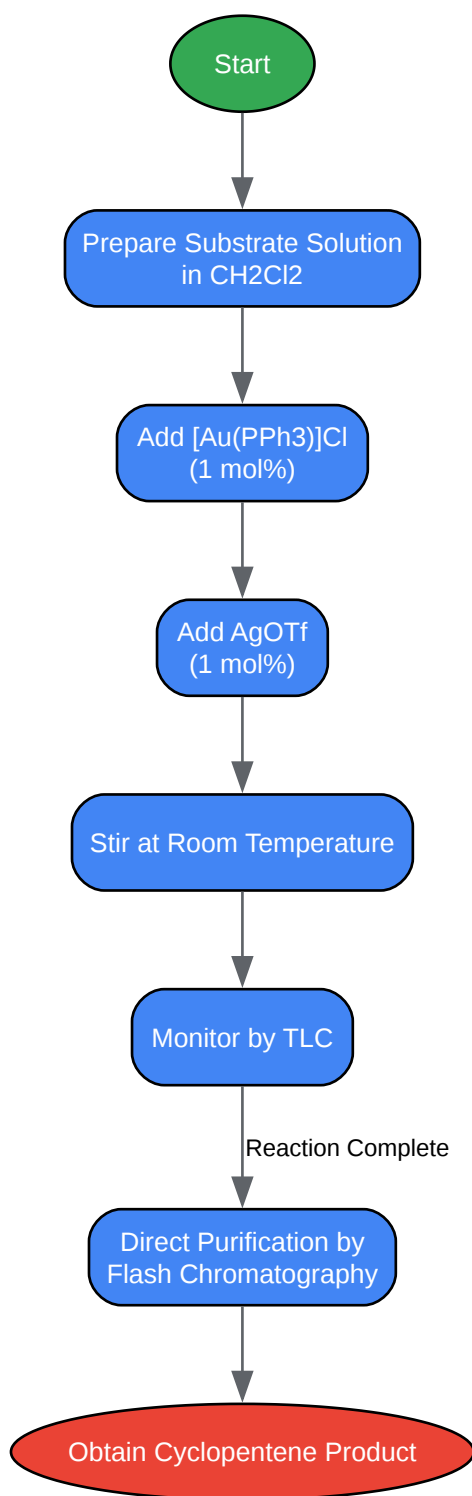 Start
Prepare Substrate Solution
in CH2Cl2
Add [Au(PPh3)]Cl
(1 mol%)
Add AgOTf
(1 mol%)
Stir at Room Temperature
Monitor by TLC
Reaction Complete
Direct Purification by
Flash Chromatography
Obtain Cyclopentene Product